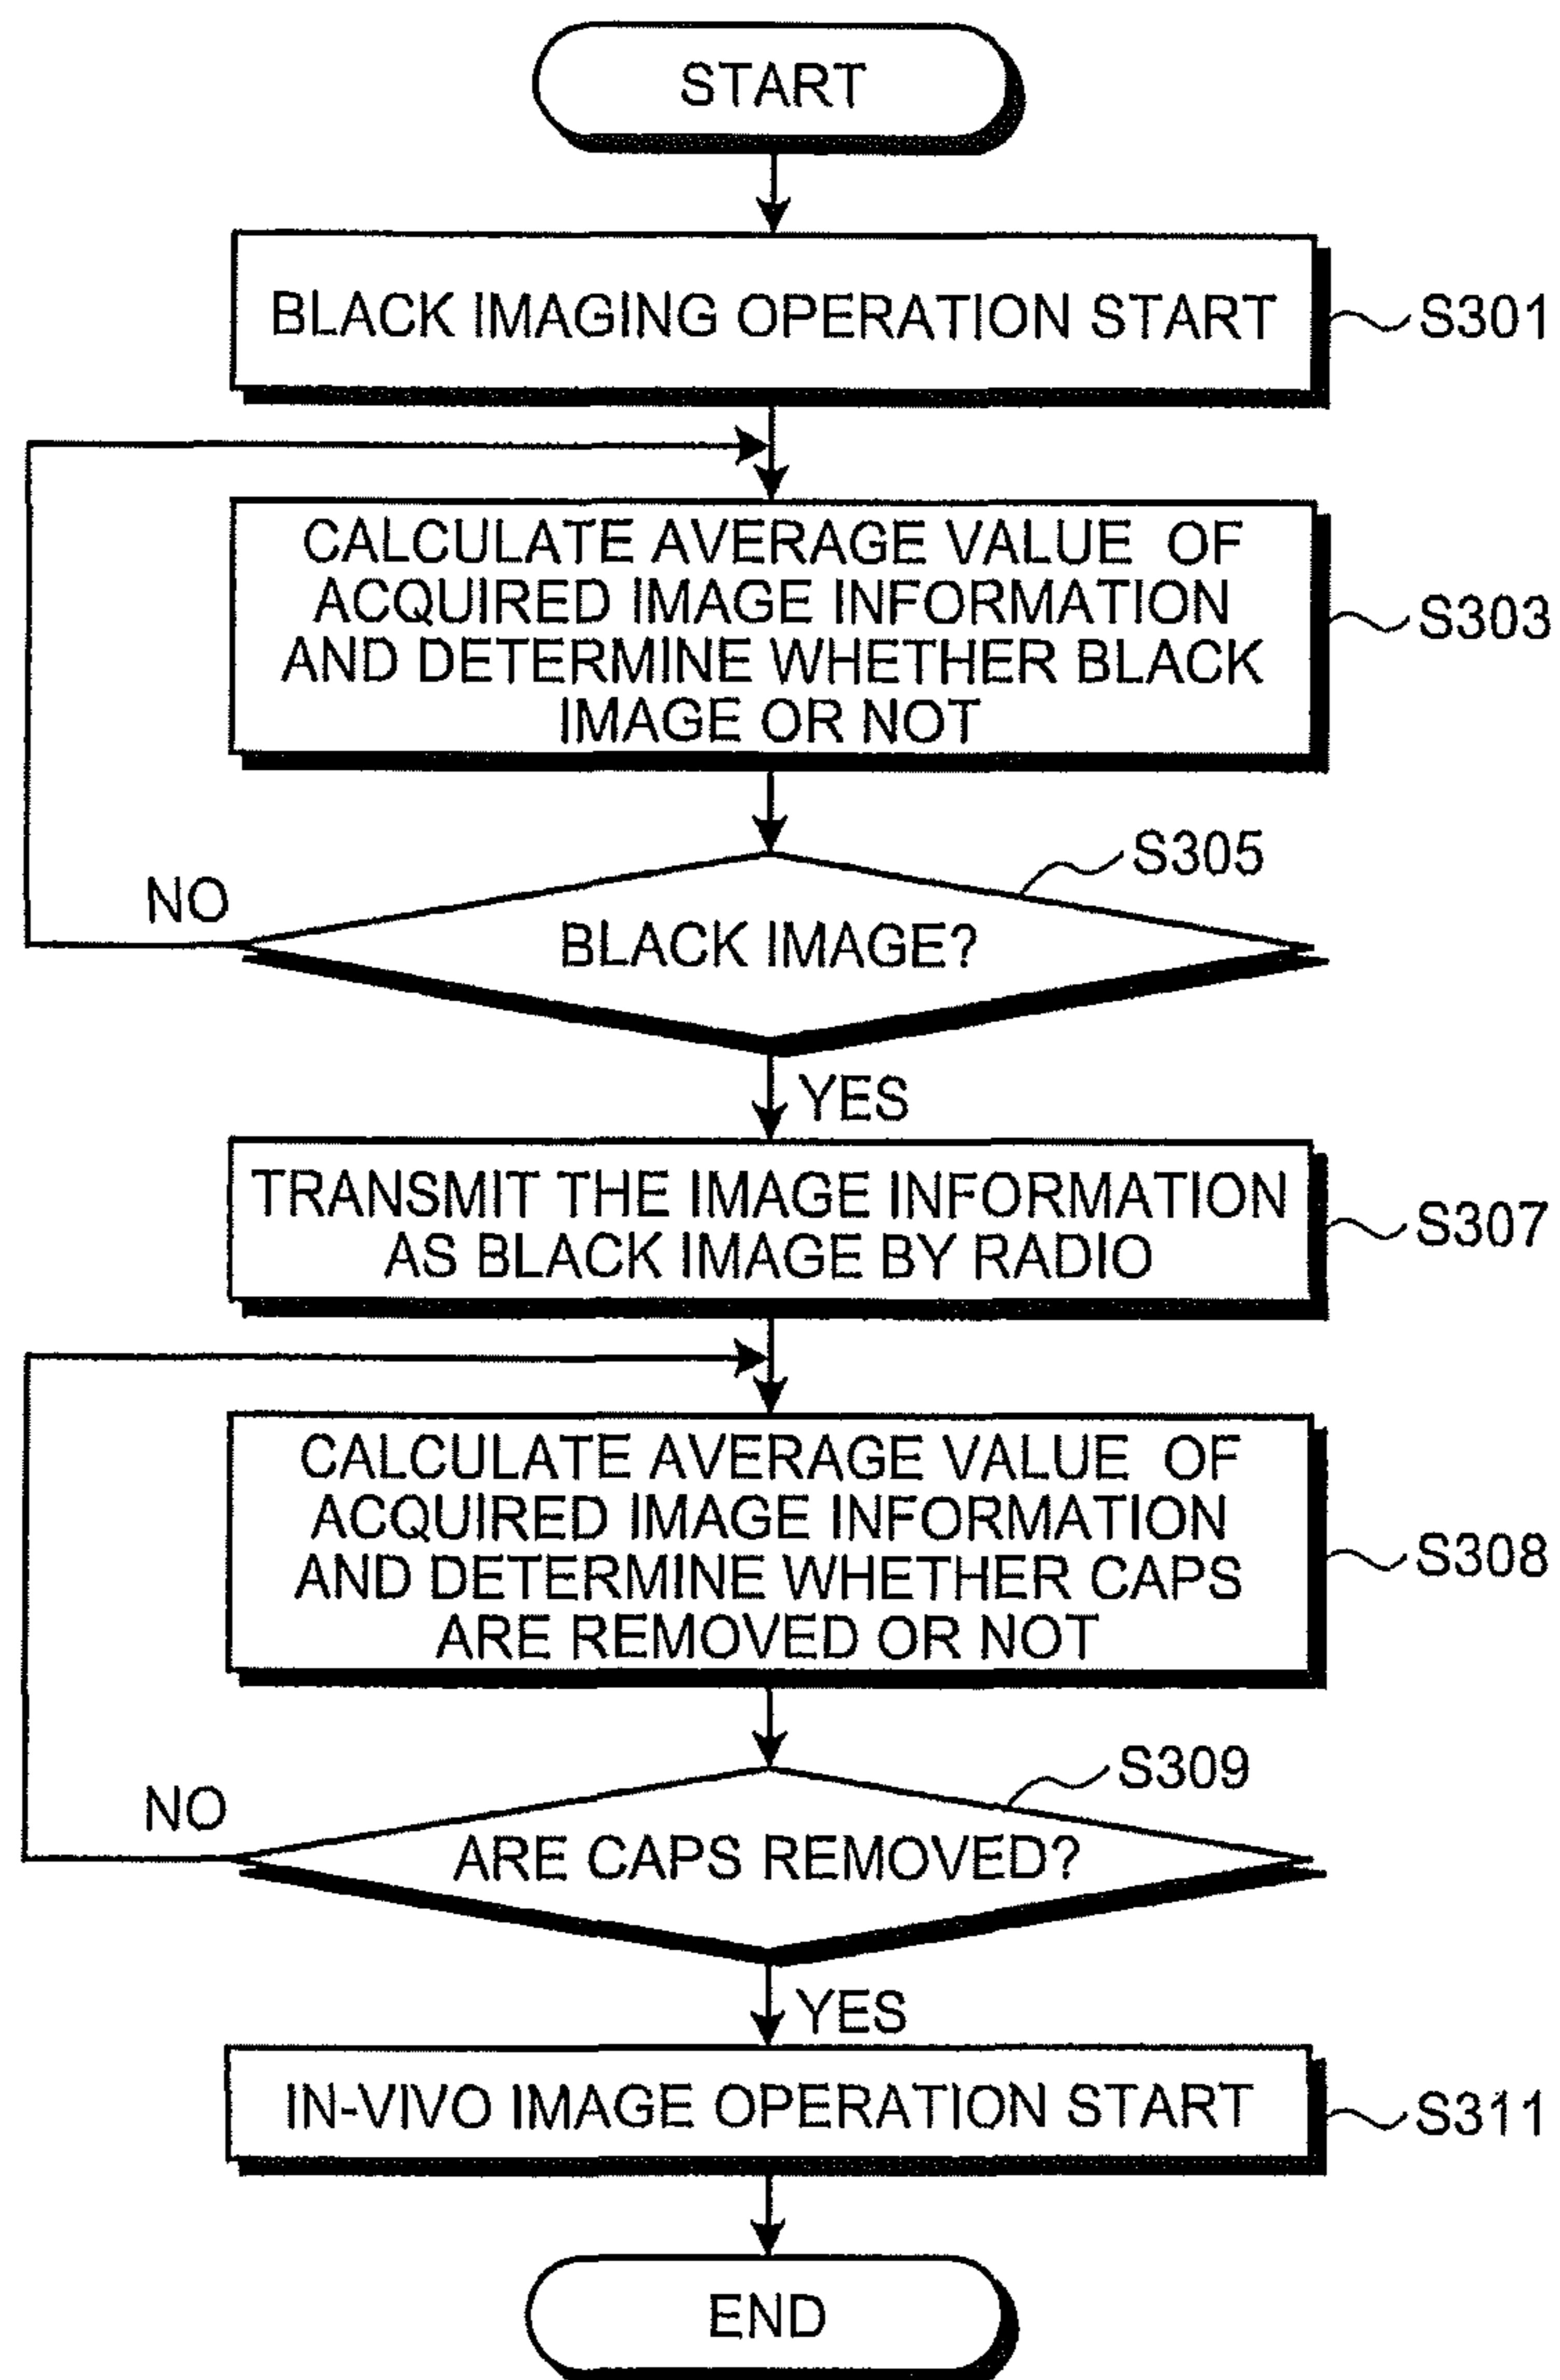 START
BLACK IMAGING OPERATION START
S301
CALCULATE AVERAGE VALUE OF
ACQUIRED IMAGE INFORMATION
AND DETERMINE WHETHER BLACK
IMAGE OR NOT
S303
S305
NO
BLACK IMAGE?
YES
TRANSMIT THE IMAGE INFORMATION
AS BLACK IMAGE BY RADIO
S307
CALCULATE AVERAGE VALUE OF
ACQUIRED IMAGE INFORMATION
AND DETERMINE WHETHER CAPS
ARE REMOVED OR NOT
S308
S309
NO
ARE CAPS REMOVED?
YES
IN-VIVO IMAGE OPERATION START
S311
END